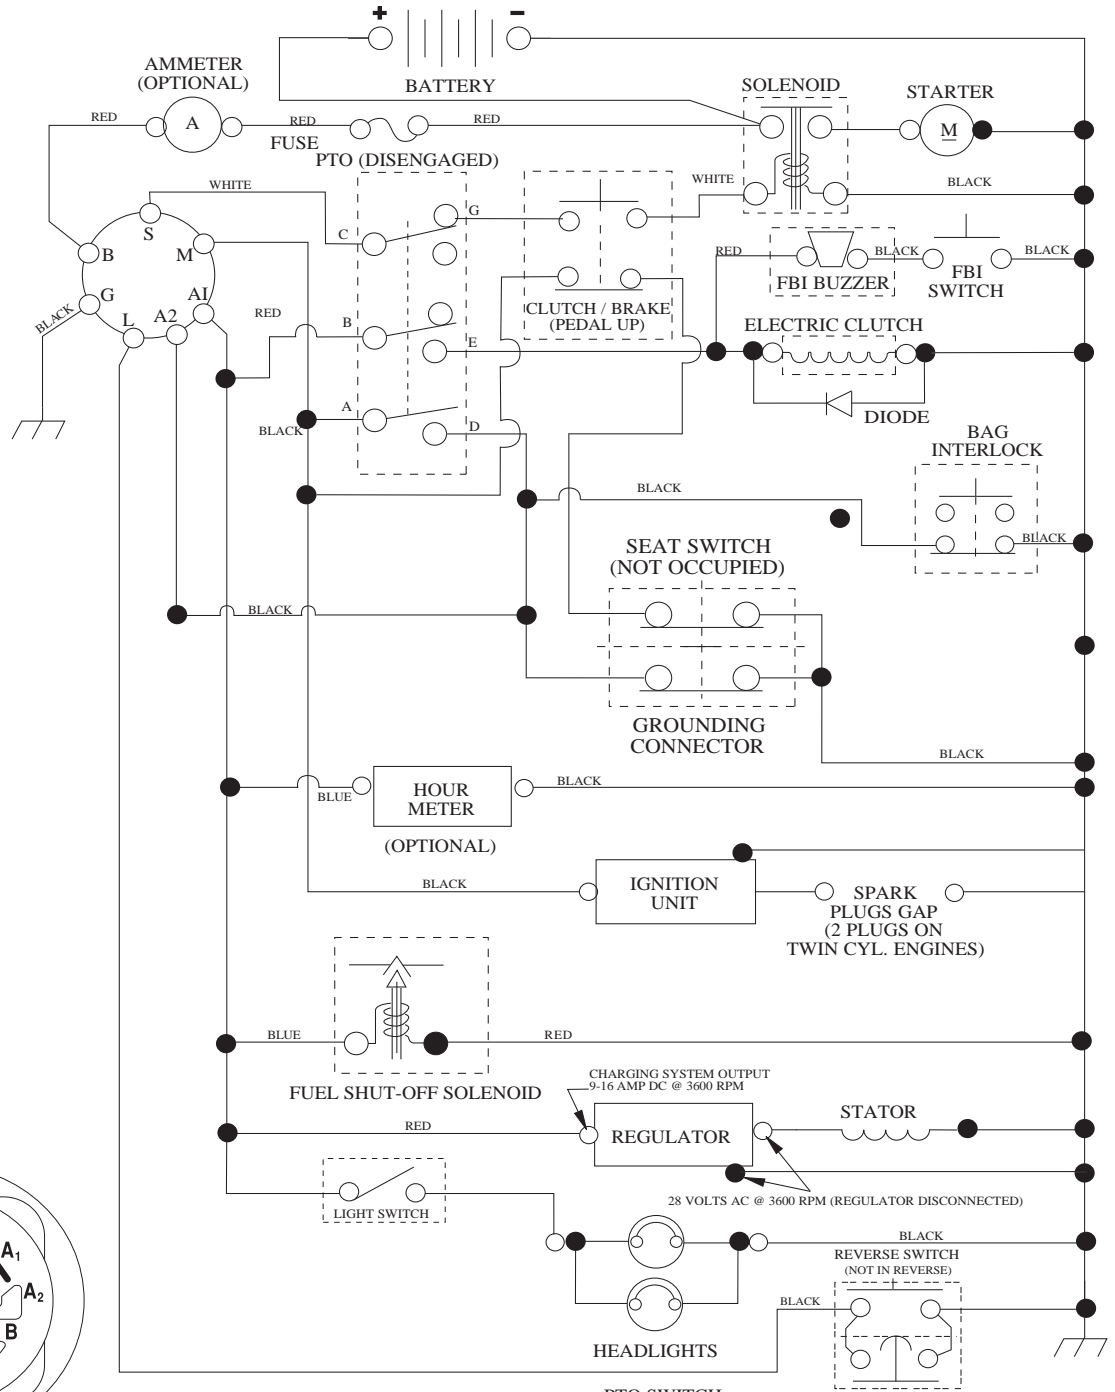 + -
AMMETER
(OPTIONAL)
BATTERY
SOLENOID
STARTER
RED
A
RED
FUSE
RED
M
PTO (DISENGAGED)
WHITE
WHITE
BLACK
S
C
G
B
M
RED
BLACK
BLACK
FBI BUZZER
FBI
SWITCH
G
A1
L
A2
BLACK
RED
B
CLUTCH / BRAKE
(PEDAL UP)
ELECTRIC CLUTCH
E
DIODE
A
BLACK
D
BAG
INTERLOCK
BLACK
BLACK
SEAT SWITCH
(NOT OCCUPIED)
BLACK
GROUNDING
CONNECTOR
BLACK
BLUE
HOUR
METER
BLACK
(OPTIONAL)
BLACK
IGNITION
UNIT
SPARK
PLUGS GAP
(2 PLUGS ON
TWIN CYL. ENGINES)
BLUE
RED
FUEL SHUT-OFF SOLENOID
CHARGING SYSTEM OUTPUT
9-16 AMP DC @ 3600 RPM
RED
REGULATOR
STATOR
28 VOLTS AC @ 3600 RPM (REGULATOR DISCONNECTED)
LIGHT SWITCH
BLACK
REVERSE SWITCH
(NOT IN REVERSE)
A1
A2
B
BLACK
HEADLIGHTS
PTO SWITCH